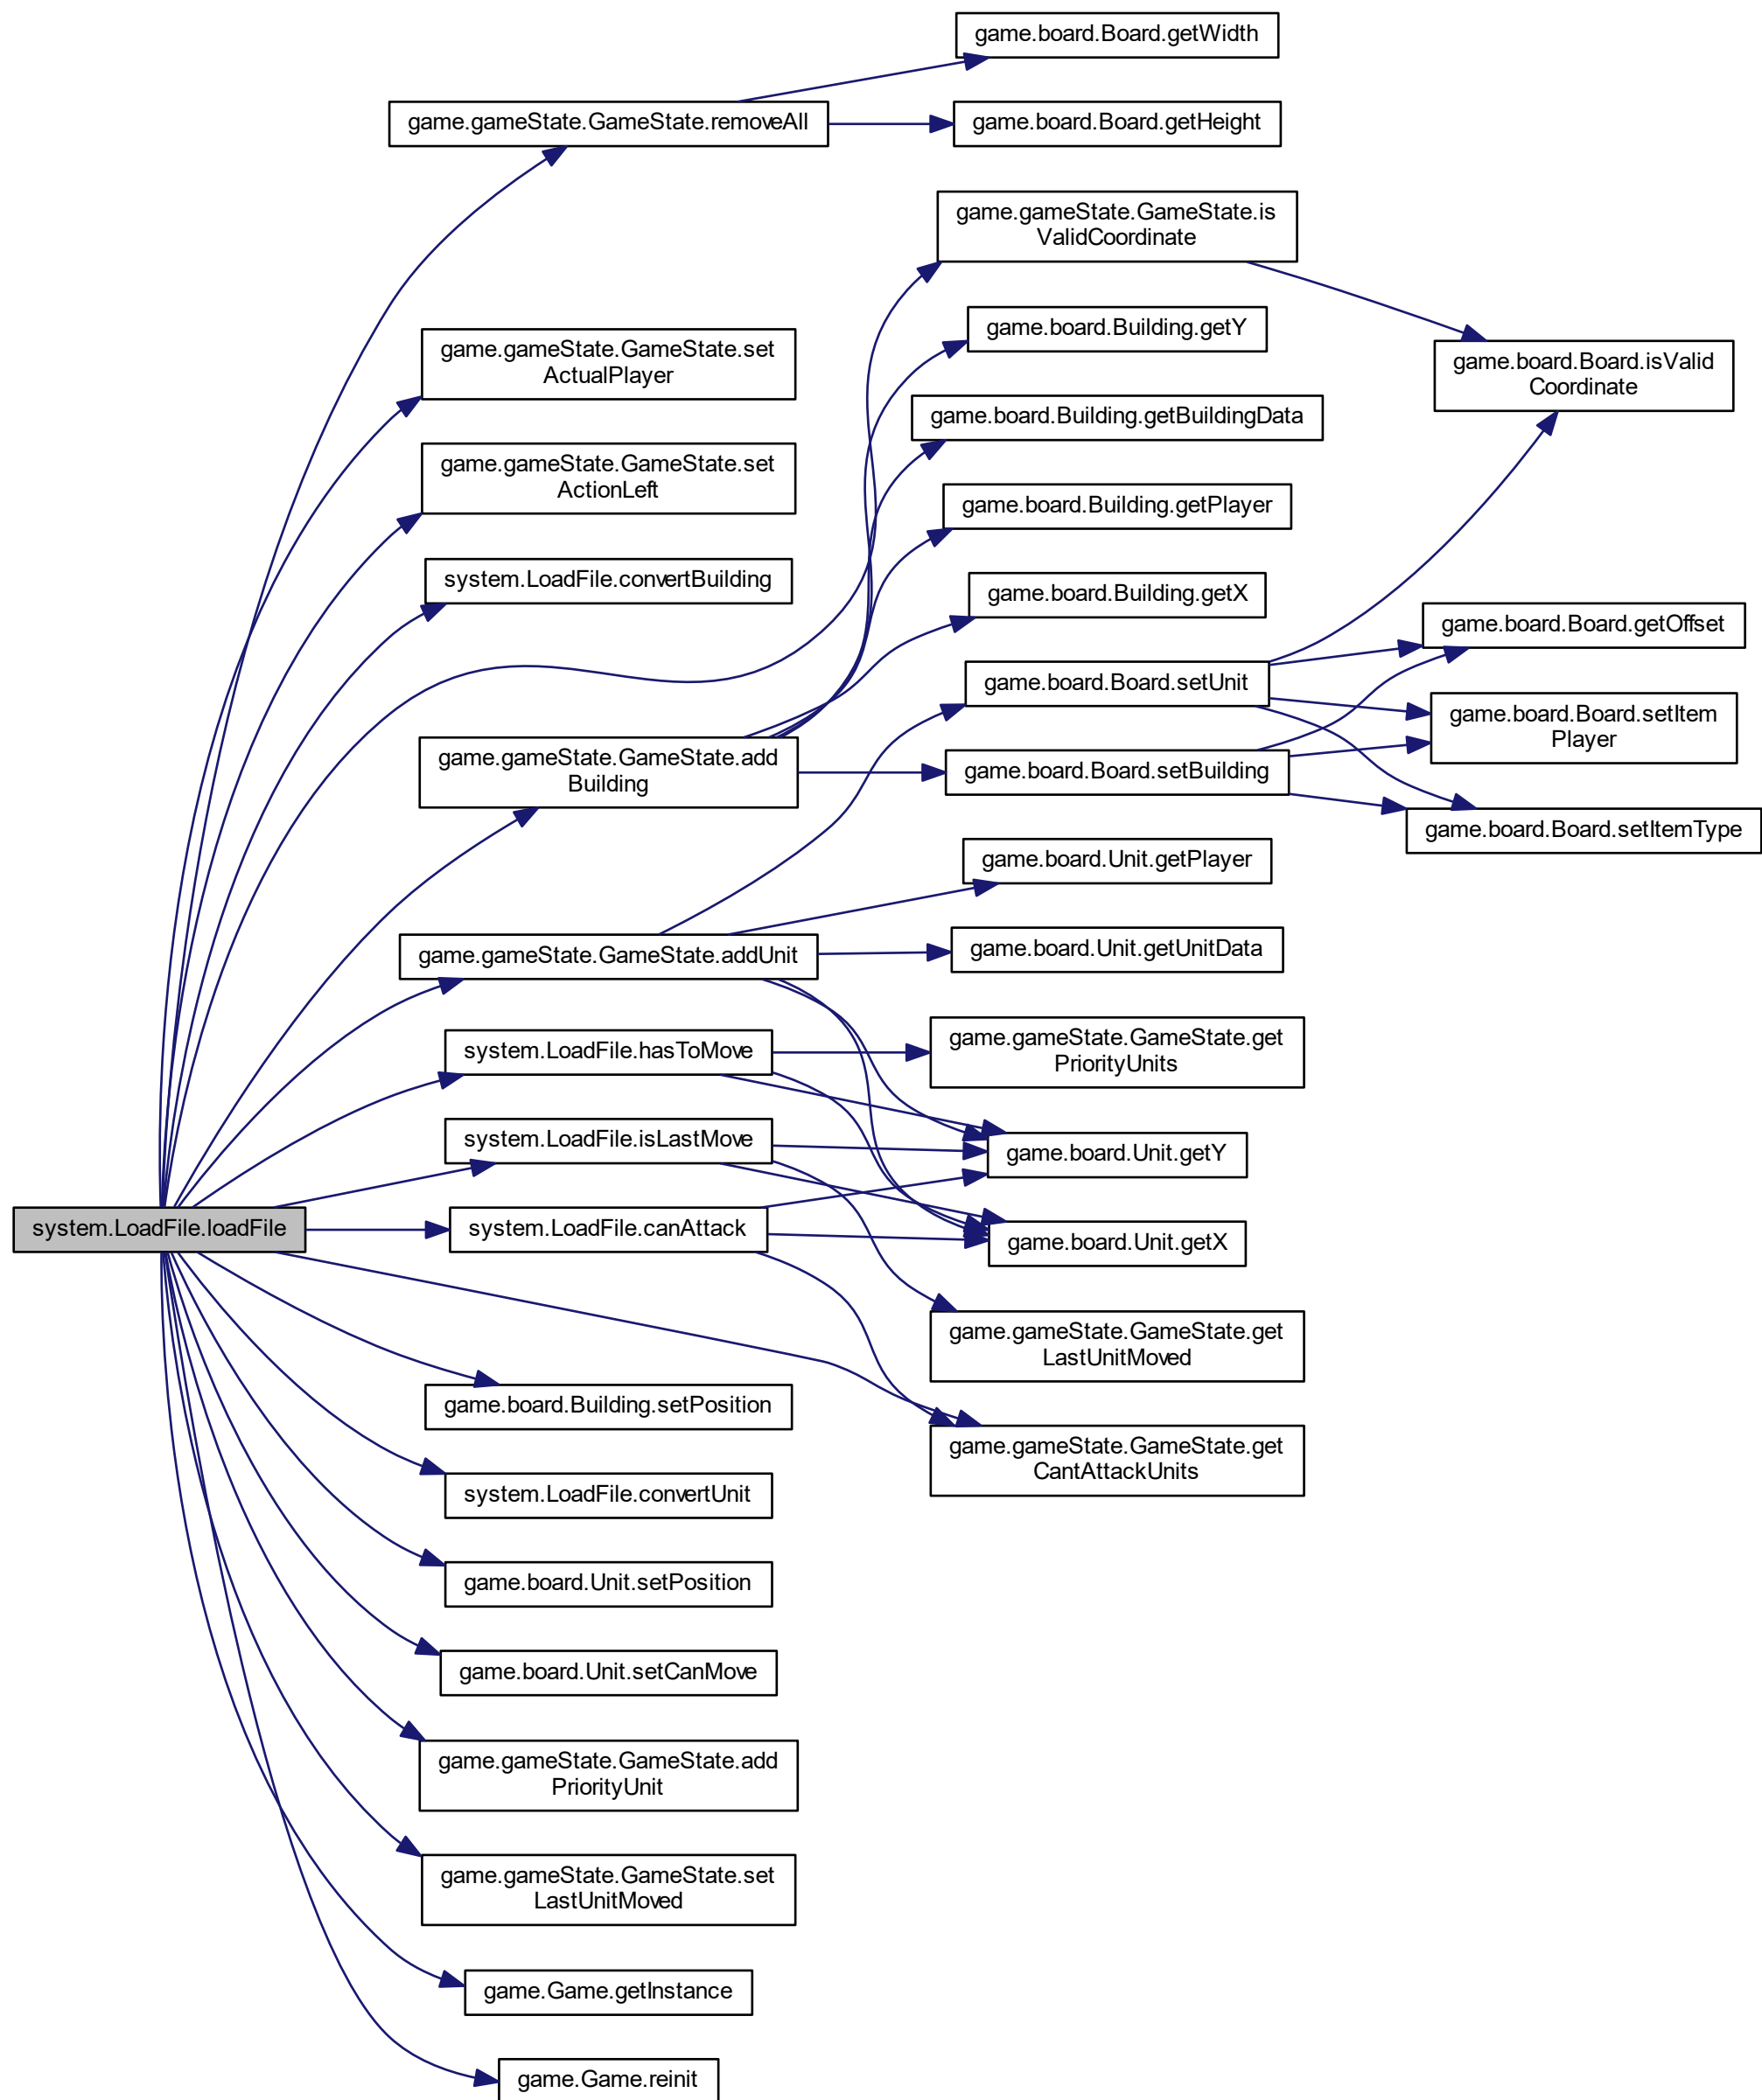 game.board.Board.getWidth
game.gameState.GameState.removeAll
game.board.Board.getHeight
game.gameState.GameState.is
ValidCoordinate
game.board.Building.getY
game.gameState.GameState.set
ActualPlayer
game.board.Board.isValid
Coordinate
game.board.Building.getBuildingData
game.gameState.GameState.set
ActionLeft
game.board.Building.getPlayer
system.LoadFile.convertBuilding
game.board.Building.getX
game.board.Board.getOffset
game.board.Board.setUnit
game.board.Board.setItem
Player
game.gameState.GameState.add
Building
game.board.Board.setBuilding
game.board.Board.setItemType
game.board.Unit.getPlayer
game.gameState.GameState.addUnit
game.board.Unit.getUnitData
system.LoadFile.hasToMove
game.gameState.GameState.get
PriorityUnits
system.LoadFile.isLastMove
game.board.Unit.getY
system.LoadFile.loadFile
system.LoadFile.canAttack
game.board.Unit.getX
game.gameState.GameState.get
LastUnitMoved
game.board.Building.setPosition
game.gameState.GameState.get
CantAttackUnits
system.LoadFile.convertUnit
game.board.Unit.setPosition
game.board.Unit.setCanMove
game.gameState.GameState.add
PriorityUnit
game.gameState.GameState.set
LastUnitMoved
game.Game.getInstance
game.Game.reinit